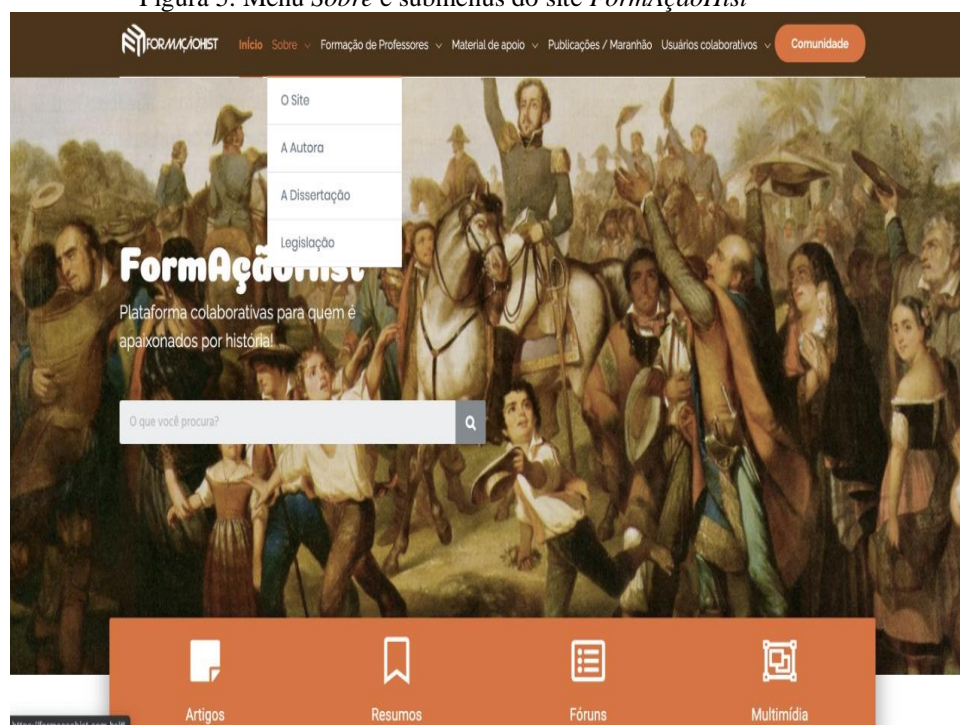 Figura 3: Menu Sobre e submenus do site FormAçãoHist
FORMAÇÃOHIST Início Sobre Formação de Professores Material de apoio Publicações / Maranhão Usuários colaborativos Comunidade
O Site
A Autora
A Dissertação
Legislação
FormAçãoHist
Plataforma colaborativas para quem é
apaixonados por história!
O que você procura?
Artigos Resumos Fóruns Multimídia